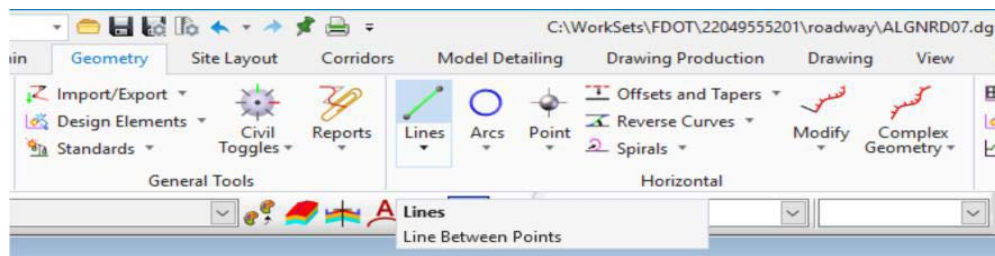 C:\WorkSets\FDOT\22049555201\roadway\ALGNRD07.dg
in Geometry Site Layout Corridors Model Detailing Drawing Production Drawing View
Import/Export
Design Elements
Standards
Civil
Toggles
Reports
Lines
Arcs
Point
Offsets and Tapers
Reverse Curves
Spirals
Modify
Complex
Geometry
General Tools
Horizontal
Lines
Line Between Points